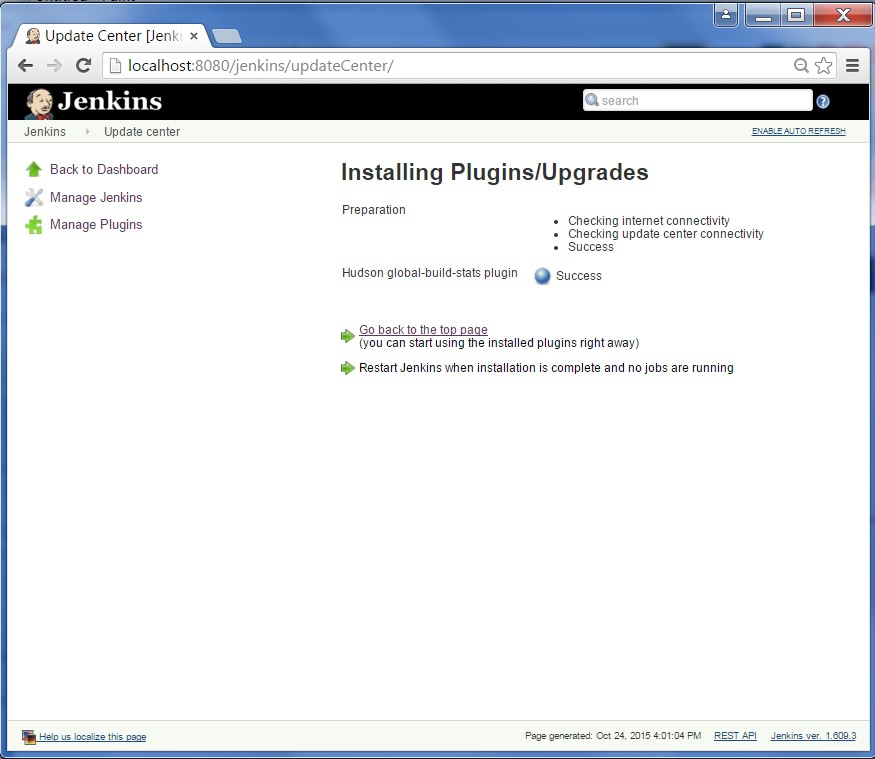 Update Center [Jenki
localhost:8080/jenkins/updateCenter/
Jenkins
search
Jenkins
Update center
ENABLE AUTO REFRESH
Back to Dashboard
Manage Jenkins
Manage Plugins
Installing Plugins/Upgrades
Preparation
Checking internet connectivity
Checking update center connectivity
Success
Hudson global-build-stats plugin
Success
Go back to the top page
(you can start using the installed plugins right away)
Restart Jenkins when installation is complete and no jobs are running
Help us localize this page
Page generated: Oct 24, 2015 4:01:04 PM
REST API
Jenkins ver. 1.609.3